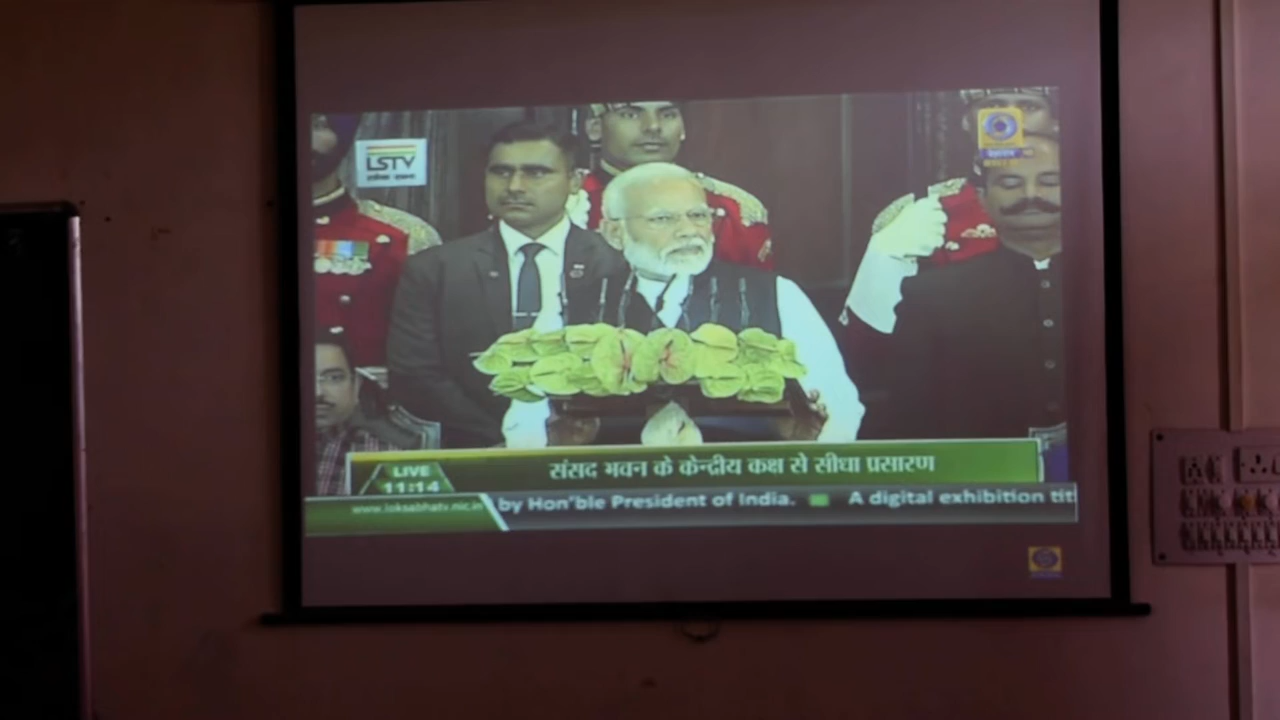 LSTV
LIVE
11:14
संसद भवन के केन्द्रीय कक्ष से सीधा प्रसारण
www.loksabhatv.nic.in
by Hon'ble President of India. A digital exhibition tit